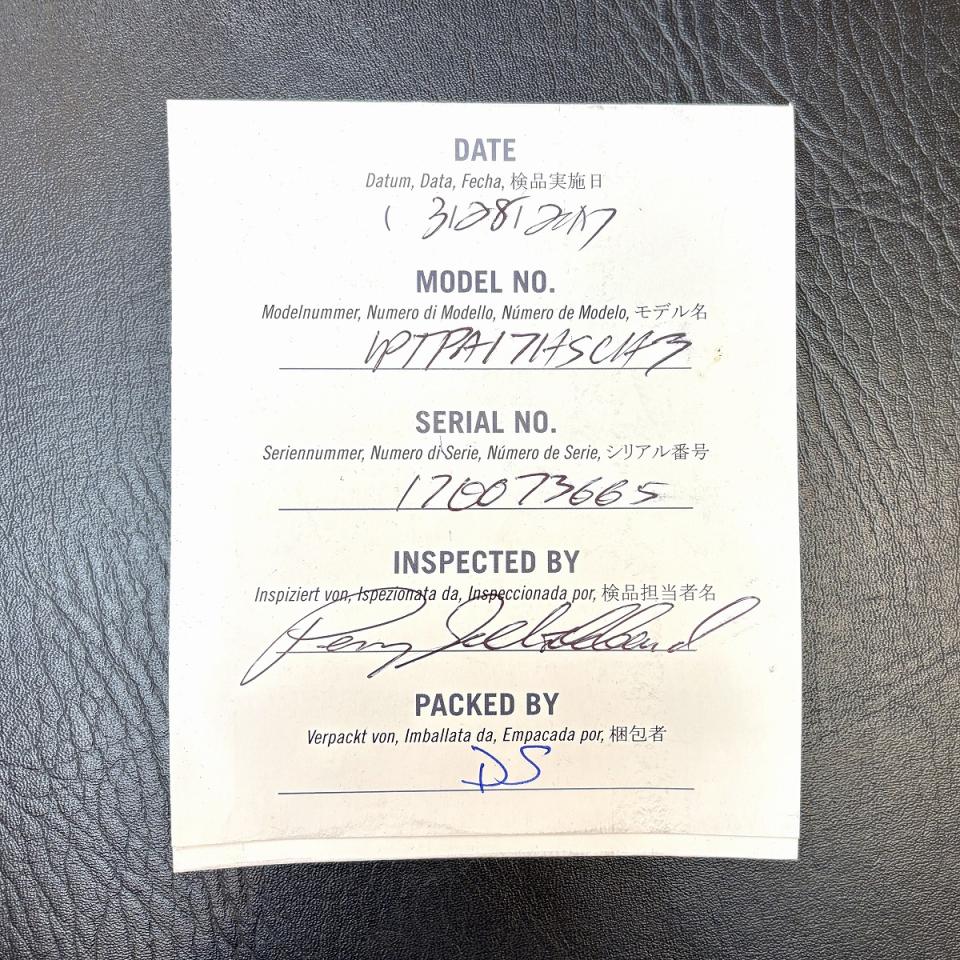 DATE
Datum, Data, Fecha, 検品実施日
3/28/2017
MODEL NO.
Modelnummer, Numero di Modello, Número de Modelo, モデル名
LPTPA17HSCIA3
SERIAL NO.
Seriennummer, Numero di Serie, Número de Serie, シリアル番号
170073665
INSPECTED BY
Inspiziert von, Ispezionata da, Inspeccionada por, 検品担当者名
PACKED BY
Verpackt von, Imballata da, Empacada por, 梱包者
DS